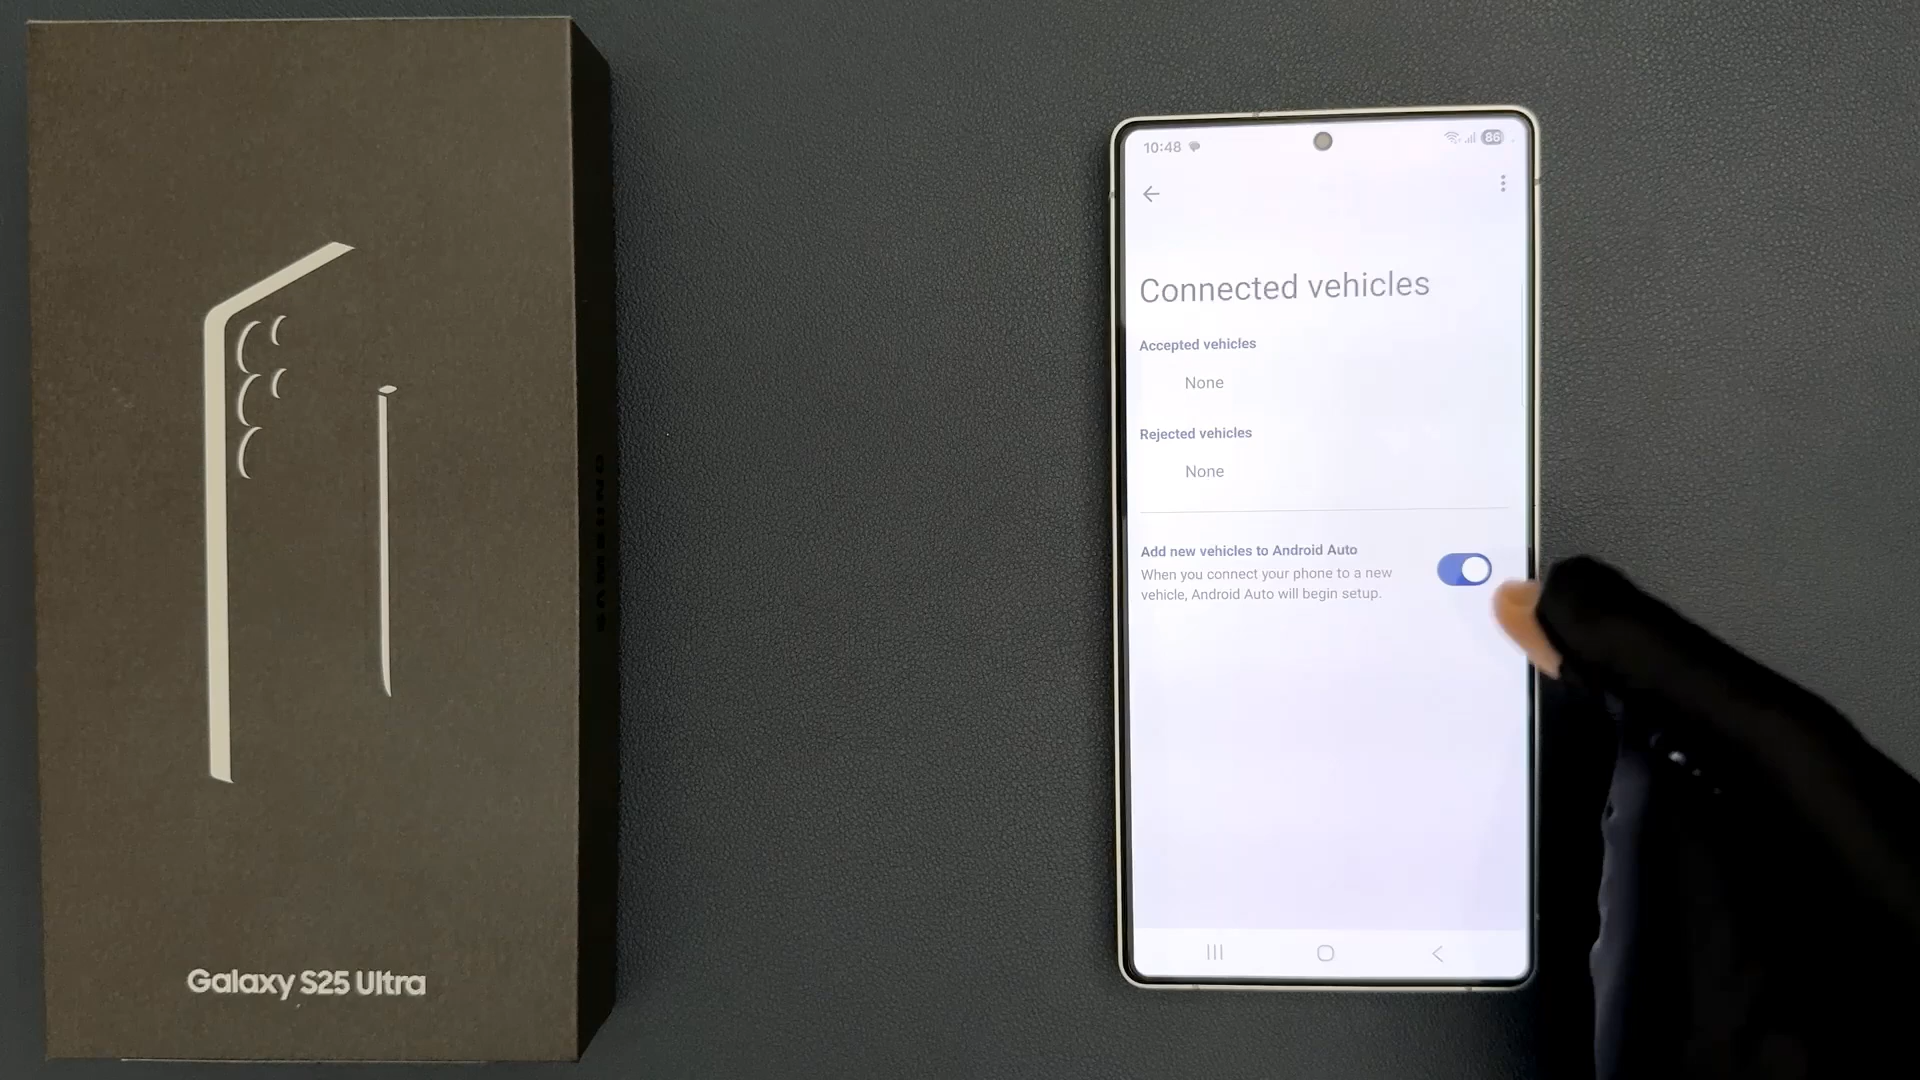 Galaxy S25 Ultra
10:48
86
Connected vehicles
Accepted vehicles
None
Rejected vehicles
None
Add new vehicles to Android Auto
When you connect your phone to a new
vehicle, Android Auto will begin setup.